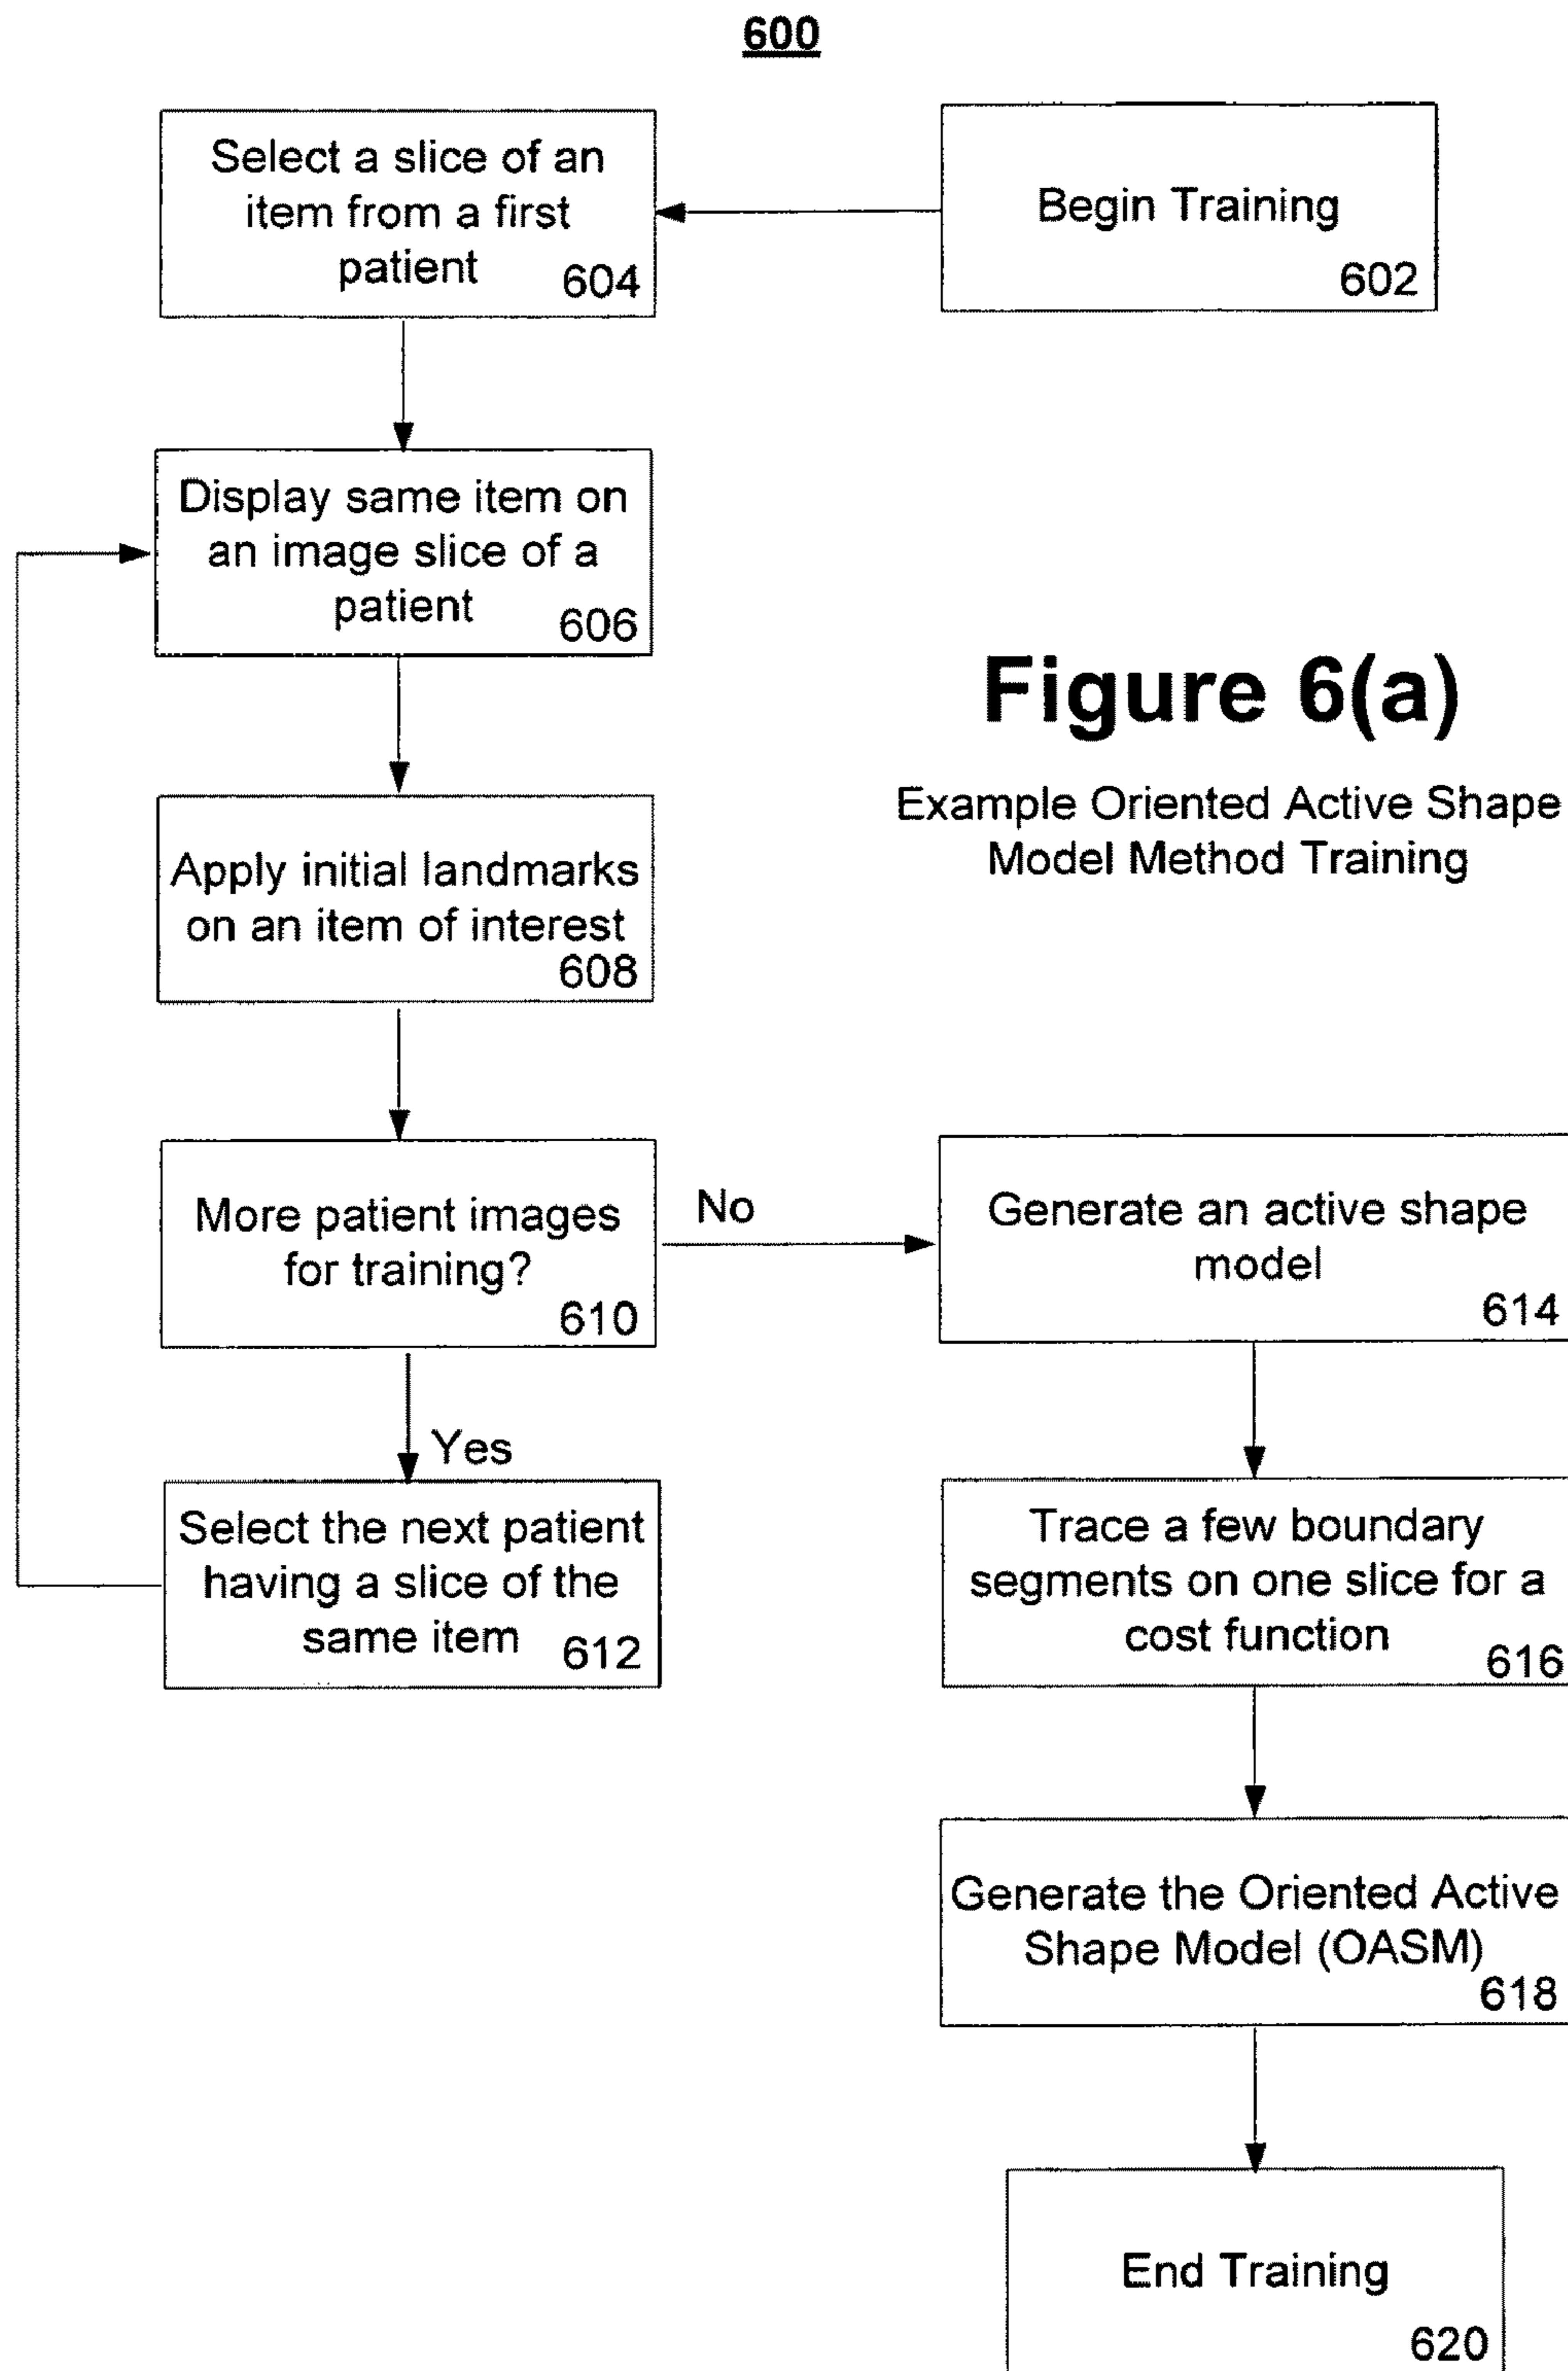 600
Begin Training
602
Select a slice of an
item from a first
patient
604
Display same item on
an image slice of a
patient
606
Figure 6(a)
Example Oriented Active Shape
Model Method Training
Apply initial landmarks
on an item of interest
608
More patient images
for training?
610
No
Yes
Select the next patient
having a slice of the
same item
612
Generate an active shape
model
614
Trace a few boundary
segments on one slice for a
cost function
616
Generate the Oriented Active
Shape Model (OASM)
618
End Training
620